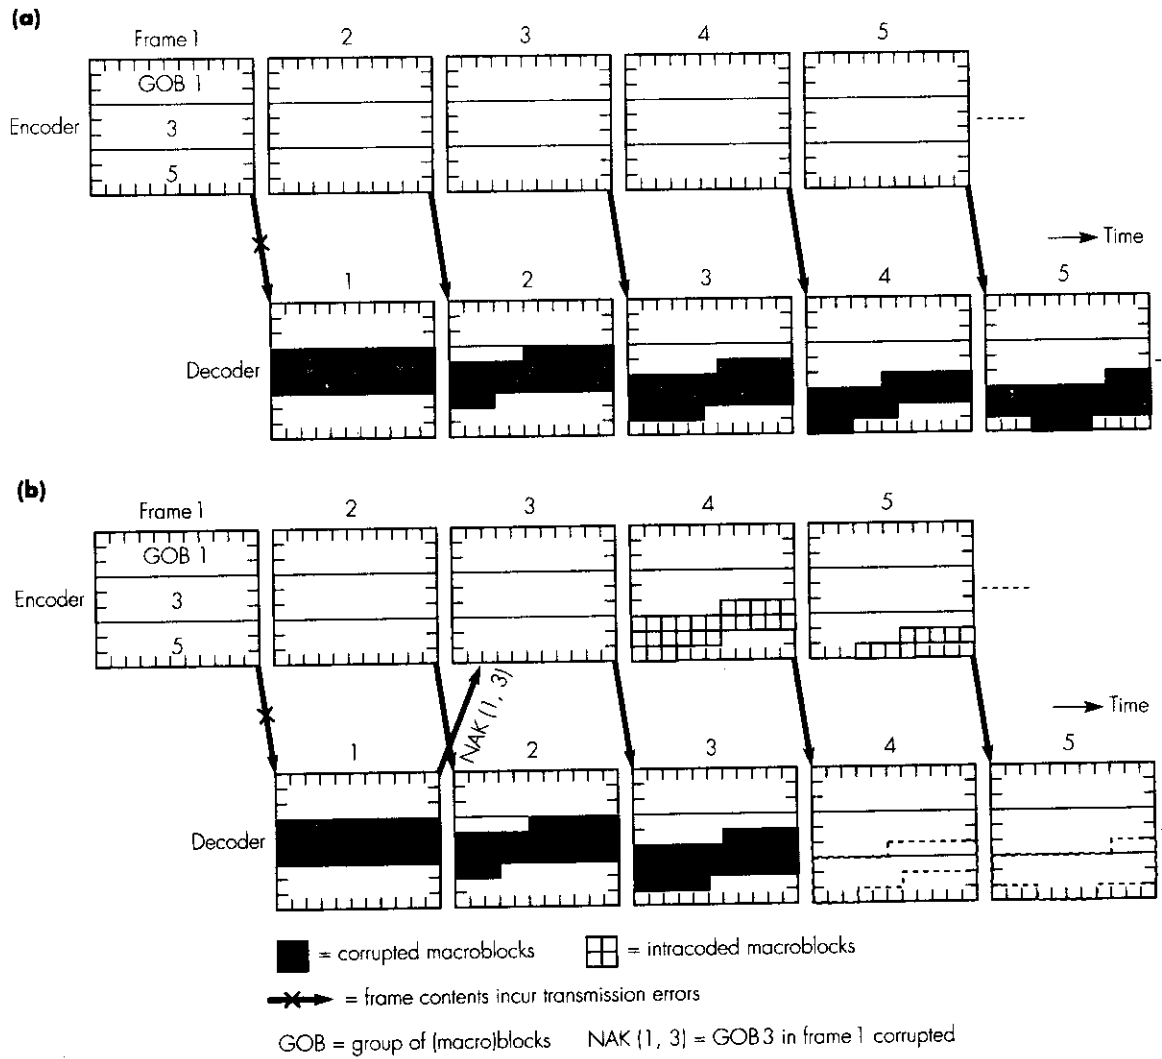 (a)
Frame 1 2 3 4 5
GOB 1
Encoder 3
5
Time
1 2 3 4 5
Decoder
(b)
Frame 1 2 3 4 5
GOB 1
Encoder 3
5
NAK (1, 3)
Time
1 2 3 4 5
Decoder
= corrupted macroblocks = intracoded macroblocks
= frame contents incur transmission errors
GOB = group of (macro)blocks NAK (1, 3) = GOB 3 in frame 1 corrupted